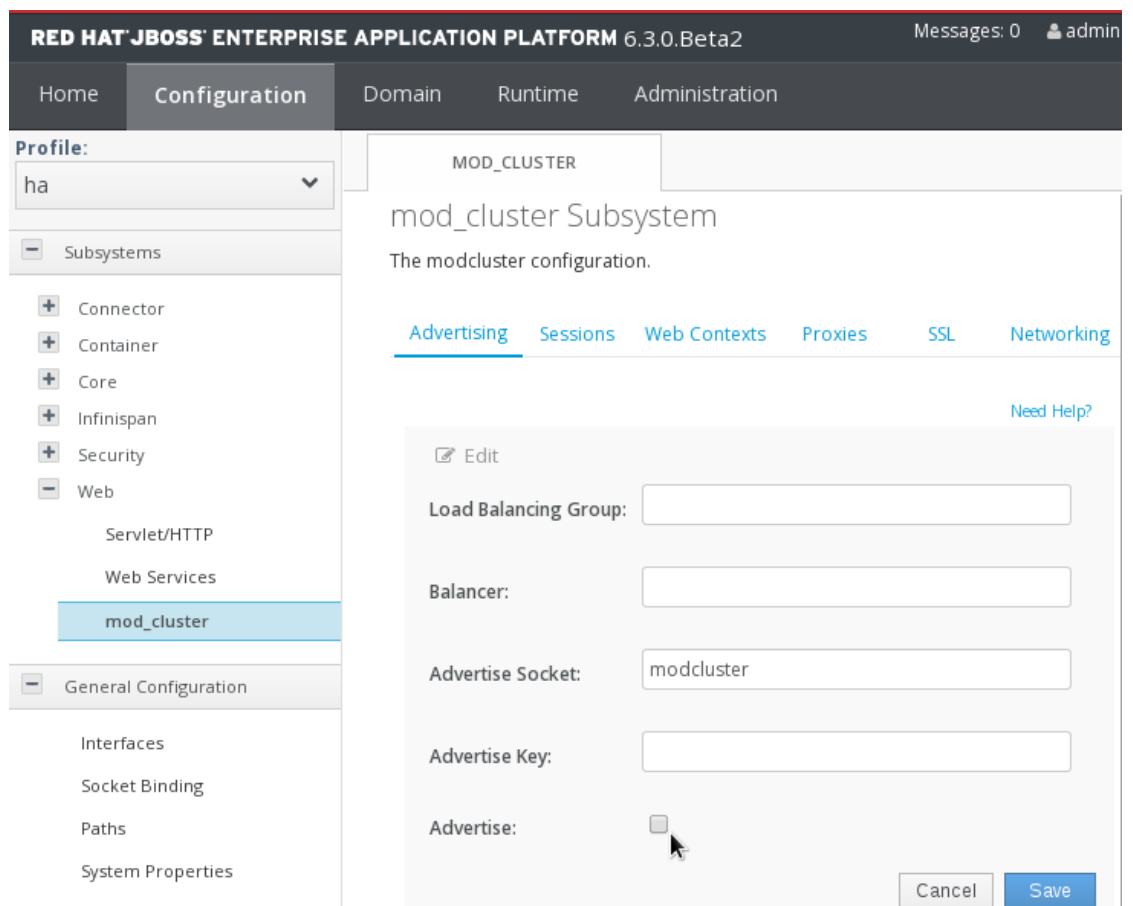 RED HAT JBOSS ENTERPRISE APPLICATION PLATFORM 6.3.0.Beta2
Messages: 0 admin
Home Configuration Domain Runtime Administration
Profile:
ha
Subsystems
Connector
Container
Core
Infinispan
Security
Web
Servlet/HTTP
Web Services
mod_cluster
General Configuration
Interfaces
Socket Binding
Paths
System Properties
MOD_CLUSTER
mod_cluster Subsystem
The modcluster configuration.
Advertising Sessions Web Contexts Proxies SSL Networking
Need Help?
Edit
Load Balancing Group:
Balancer:
Advertise Socket: modcluster
Advertise Key:
Advertise:
Cancel Save